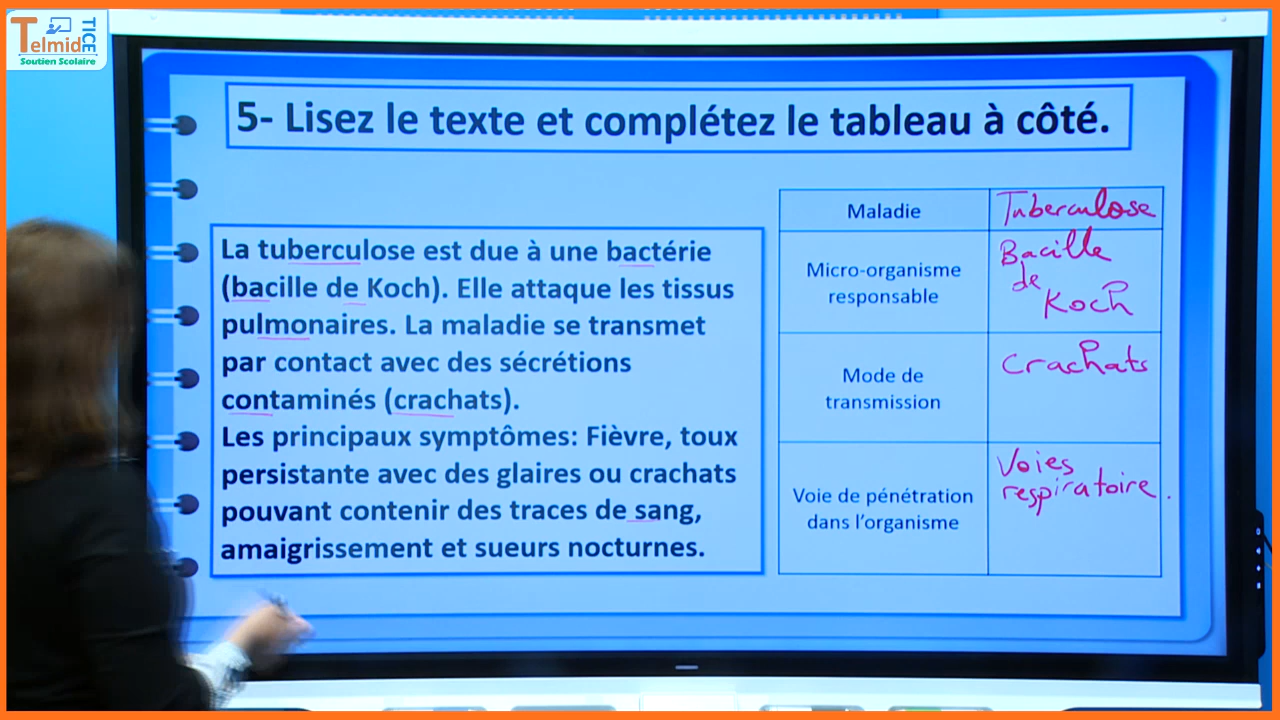 Telmid TICE
Soutien Scolaire
5- Lisez le texte et complétez le tableau à côté.
La tuberculose est due à une bactérie
(bacille de Koch). Elle attaque les tissus
pulmonaires. La maladie se transmet
par contact avec des sécrétions
contaminés (crachats).
Les principaux symptômes: Fièvre, toux
persistante avec des glaires ou crachats
pouvant contenir des traces de sang,
amaigrissement et sueurs nocturnes.
Maladie
Tuberculose
Micro-organisme
responsable
Bacille
de
Koch
Mode de
transmission
Crachats
Voie de pénétration
dans l'organisme
Voies
respiratoire.